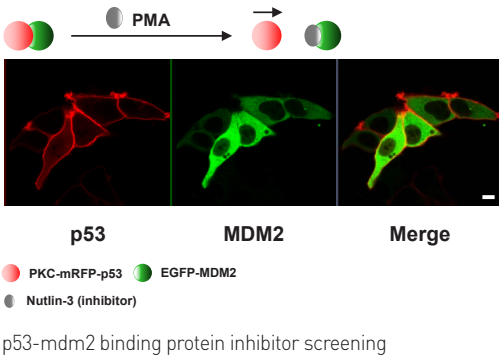 PMA
p53 MDM2 Merge
PKC-mRFP-p53 EGFP-MDM2
Nutlin-3 (inhibitor)
p53-mdm2 binding protein inhibitor screening